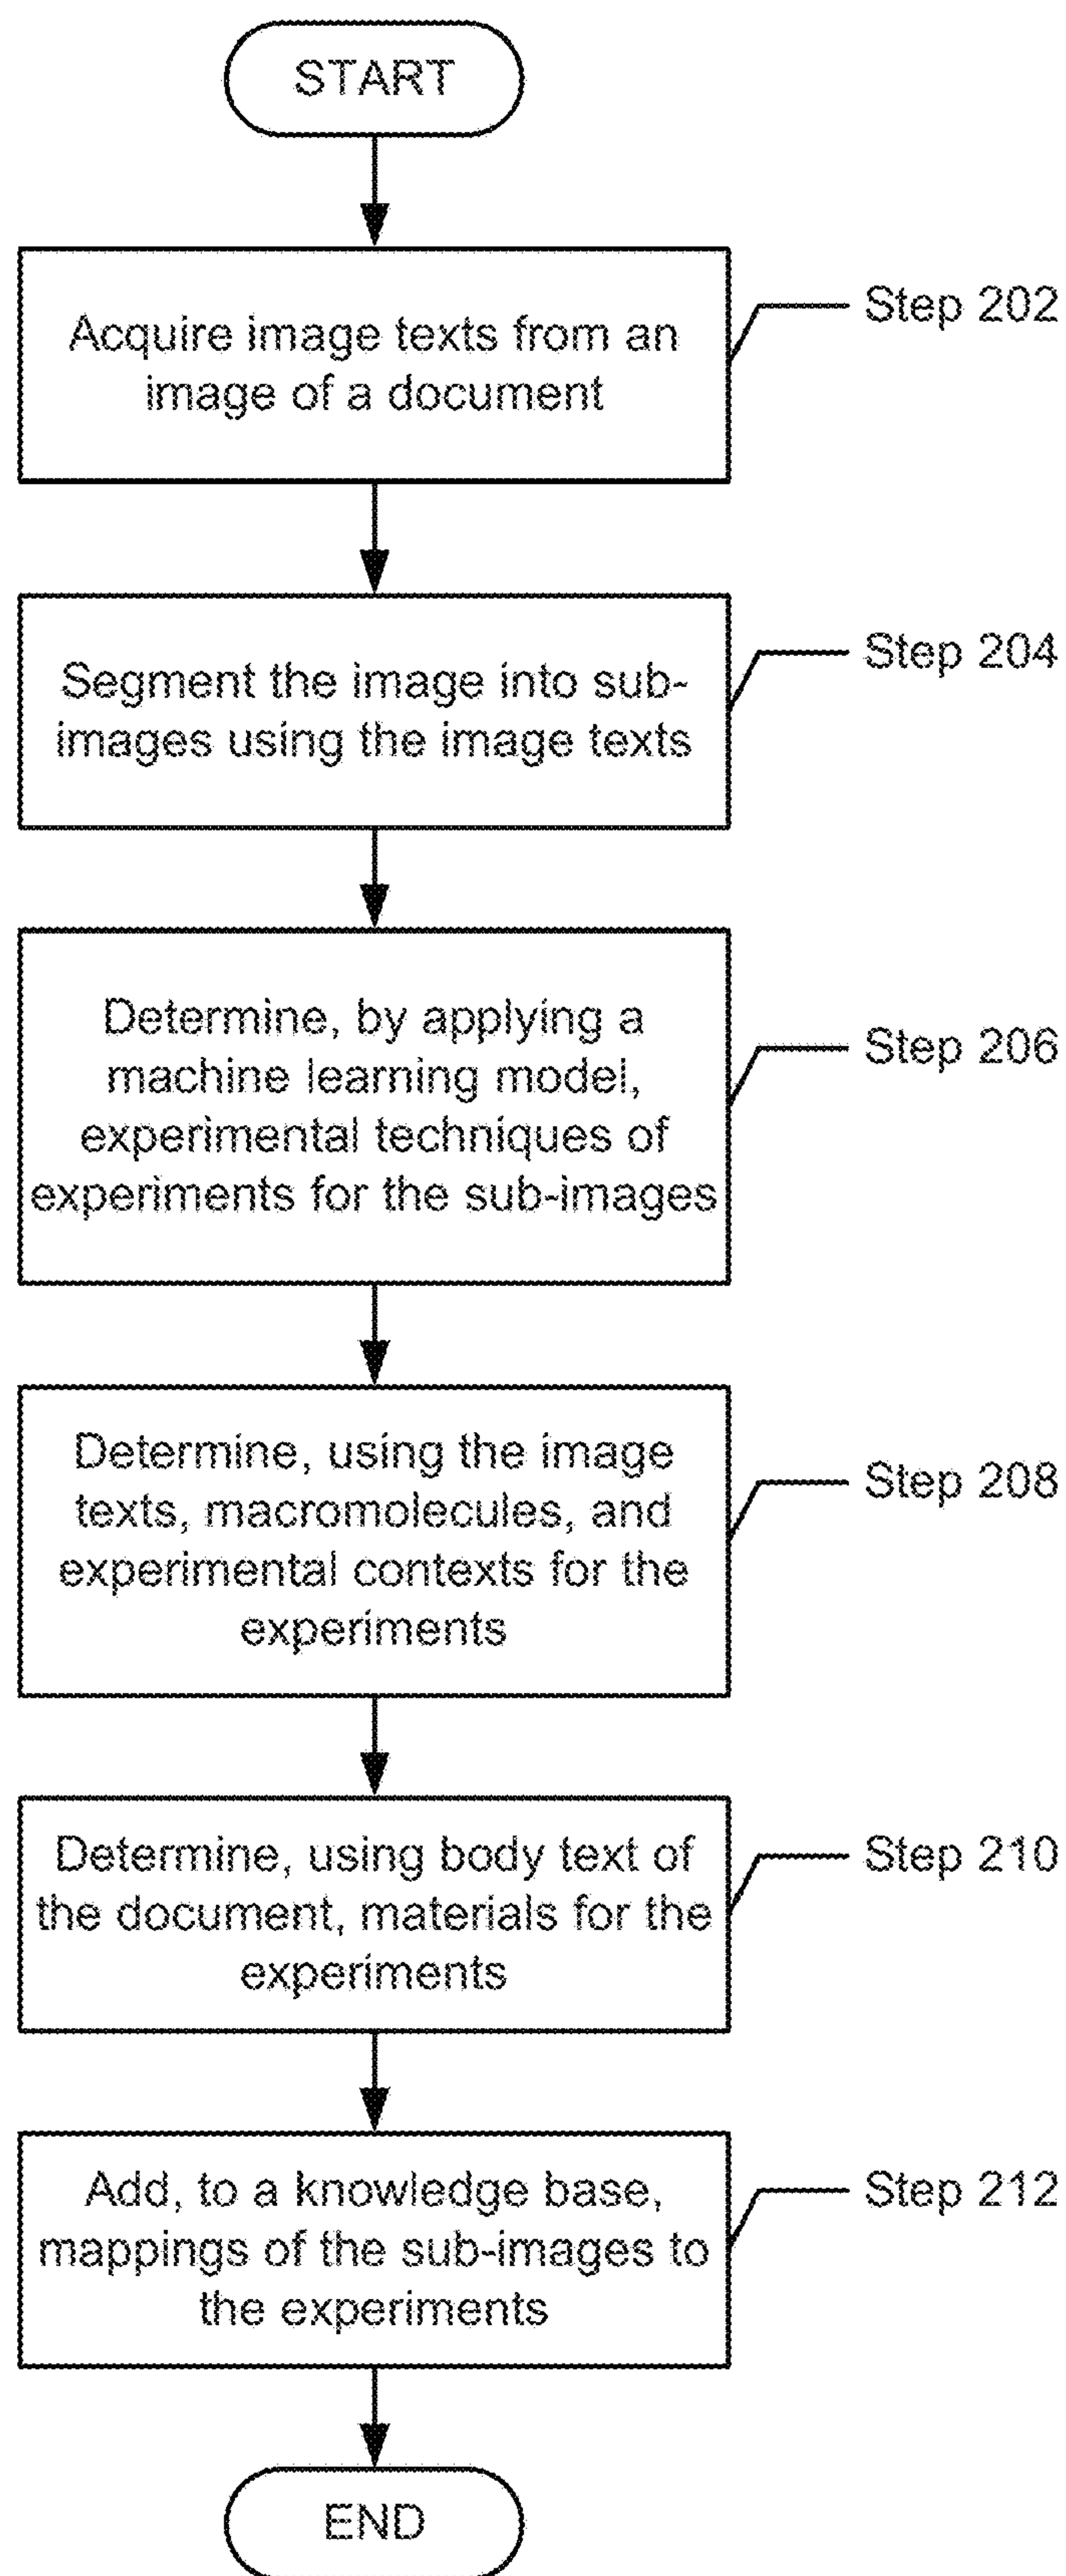 START
Acquire image texts from an
image of a document
Step 202
Segment the image into sub-
images using the image texts
Step 204
Determine, by applying a
machine learning model,
experimental techniques of
experiments for the sub-images
Step 206
Determine, using the image
texts, macromolecules, and
experimental contexts for the
experiments
Step 208
Determine, using body text of
the document, materials for the
experiments
Step 210
Add, to a knowledge base,
mappings of the sub-images to
the experiments
Step 212
END